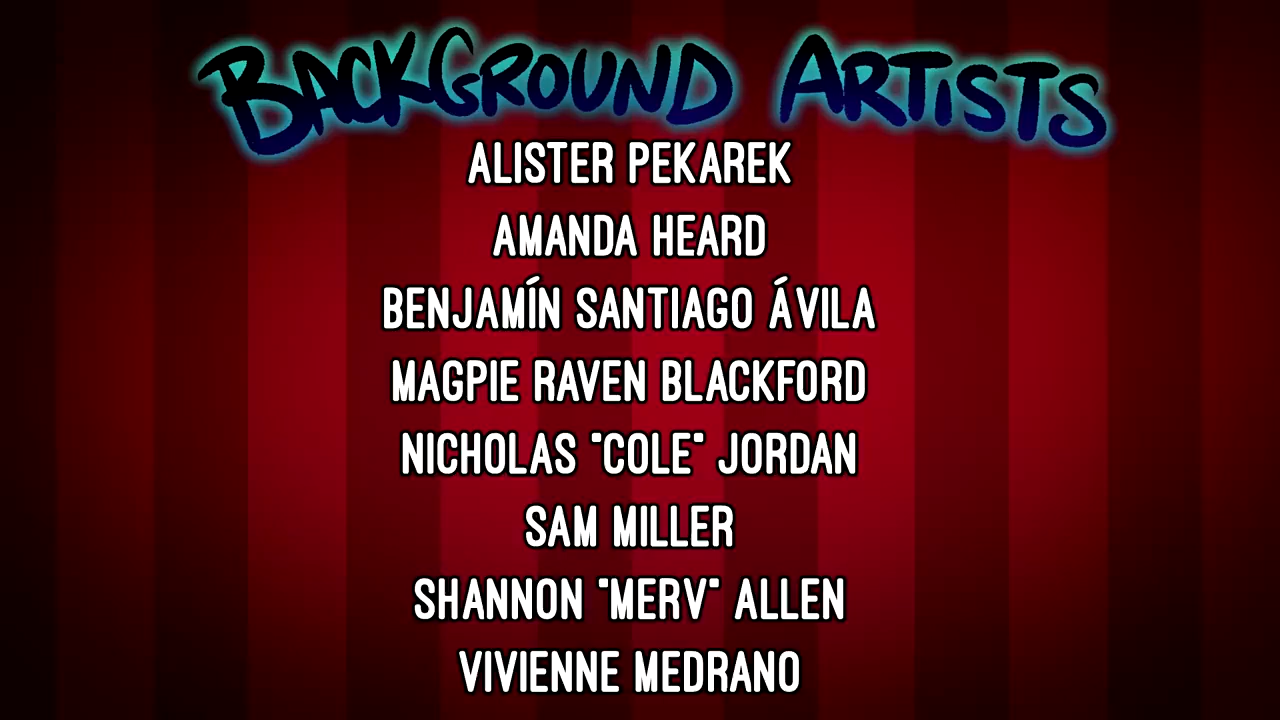 BACKGROUND ARTISTS
ALISTER PEKAREK
AMANDA HEARD
BENJAMÍN SANTIAGO ÁVILA
MAGPIE RAVEN BLACKFORD
NICHOLAS "COLE" JORDAN
SAM MILLER
SHANNON "MERV" ALLEN
VIVIENNE MEDRANO